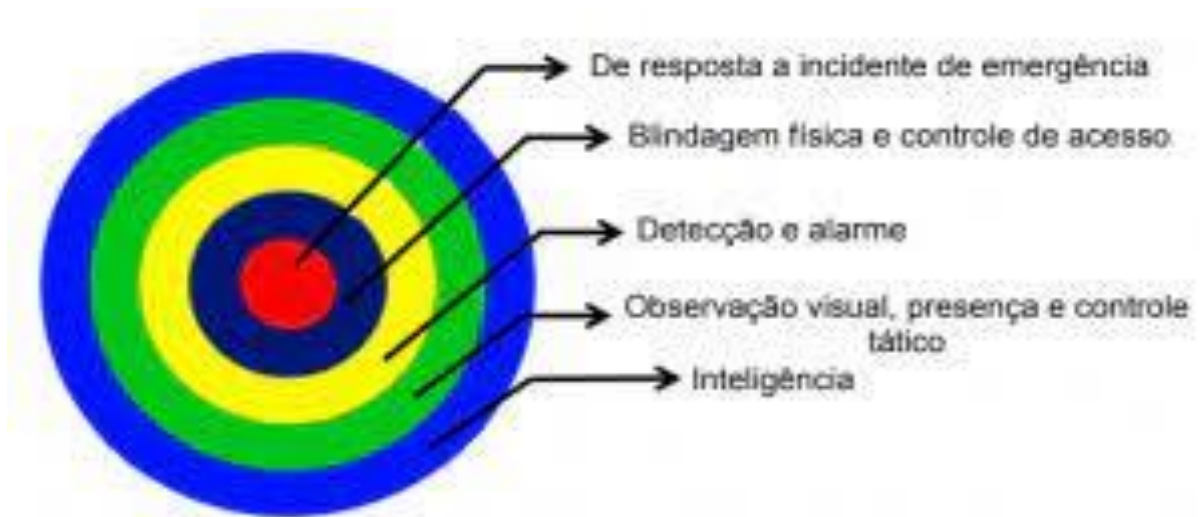 De resposta a incidente de emergência
Blindagem física e controle de acesso
Detecção e alarme
Observação visual, presença e controle
tático
Inteligência